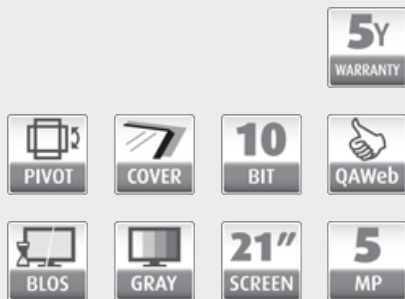 5Y
WARRANTY
PIVOT
COVER
10
BIT
QAWeb
BLOS
GRAY
21"
SCREEN
5
MP